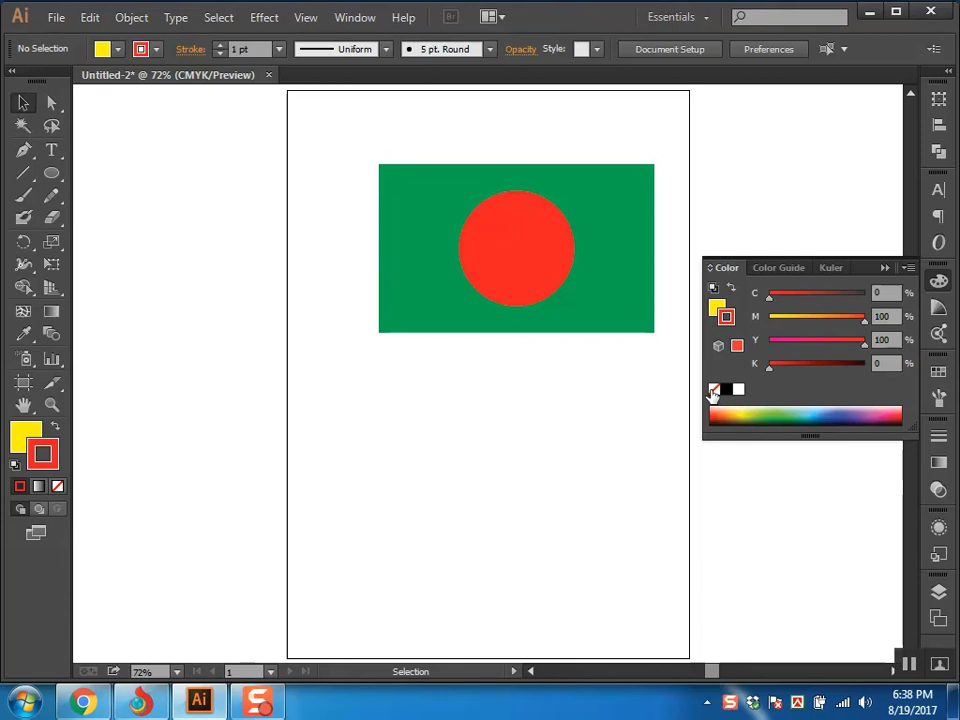 Ai File Edit Object Type Select Effect View Window Help Br Essentials
No Selection Stroke: 1 pt Uniform 5 pt. Round Opacity Style: Document Setup Preferences
Untitled-2* @ 72% (CMYK/Preview)
Color Color Guide Kuler
C 0 %
M 100 %
Y 100 %
K 0 %
72% 1 Selection
6:38 PM
8/19/2017